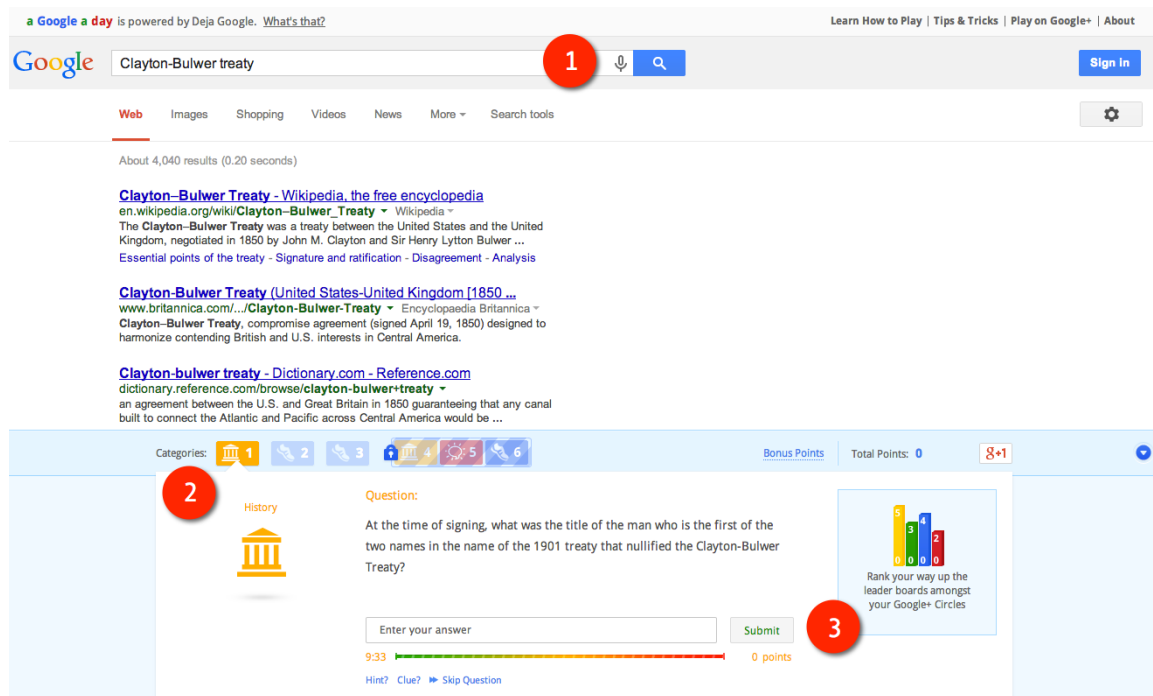 a Google a day is powered by Deja Google. What's that?
Learn How to Play | Tips & Tricks | Play on Google+ | About
Google
Clayton-Bulwer treaty
1
Sign in
Web Images Shopping Videos News More Search tools
About 4,040 results (0.20 seconds)
Clayton–Bulwer Treaty - Wikipedia, the free encyclopedia
en.wikipedia.org/wiki/Clayton–Bulwer_Treaty Wikipedia
The Clayton–Bulwer Treaty was a treaty between the United States and the United
Kingdom, negotiated in 1850 by John M. Clayton and Sir Henry Lytton Bulwer ...
Essential points of the treaty - Signature and ratification - Disagreement - Analysis
Clayton-Bulwer Treaty (United States-United Kingdom [1850 ...
www.britannica.com/.../Clayton-Bulwer-Treaty Encyclopaedia Britannica
Clayton–Bulwer Treaty, compromise agreement (signed April 19, 1850) designed to
harmonize contending British and U.S. interests in Central America.
Clayton-bulwer treaty - Dictionary.com - Reference.com
dictionary.reference.com/browse/clayton-bulwer+treaty
an agreement between the U.S. and Great Britain in 1850 guaranteeing that any canal
built to connect the Atlantic and Pacific across Central America would be ...
Categories: 1 2 3 4 5 6
Bonus Points
Total Points: 0
g+1
2
History
Question:
At the time of signing, what was the title of the man who is the first of the
two names in the name of the 1901 treaty that nullified the Clayton-Bulwer
Treaty?
5 3 4 2
0 0 0 0
Rank your way up the
leader boards amongst
your Google+ Circles
Enter your answer
Submit
3
9:33
0 points
Hint? Clue? Skip Question